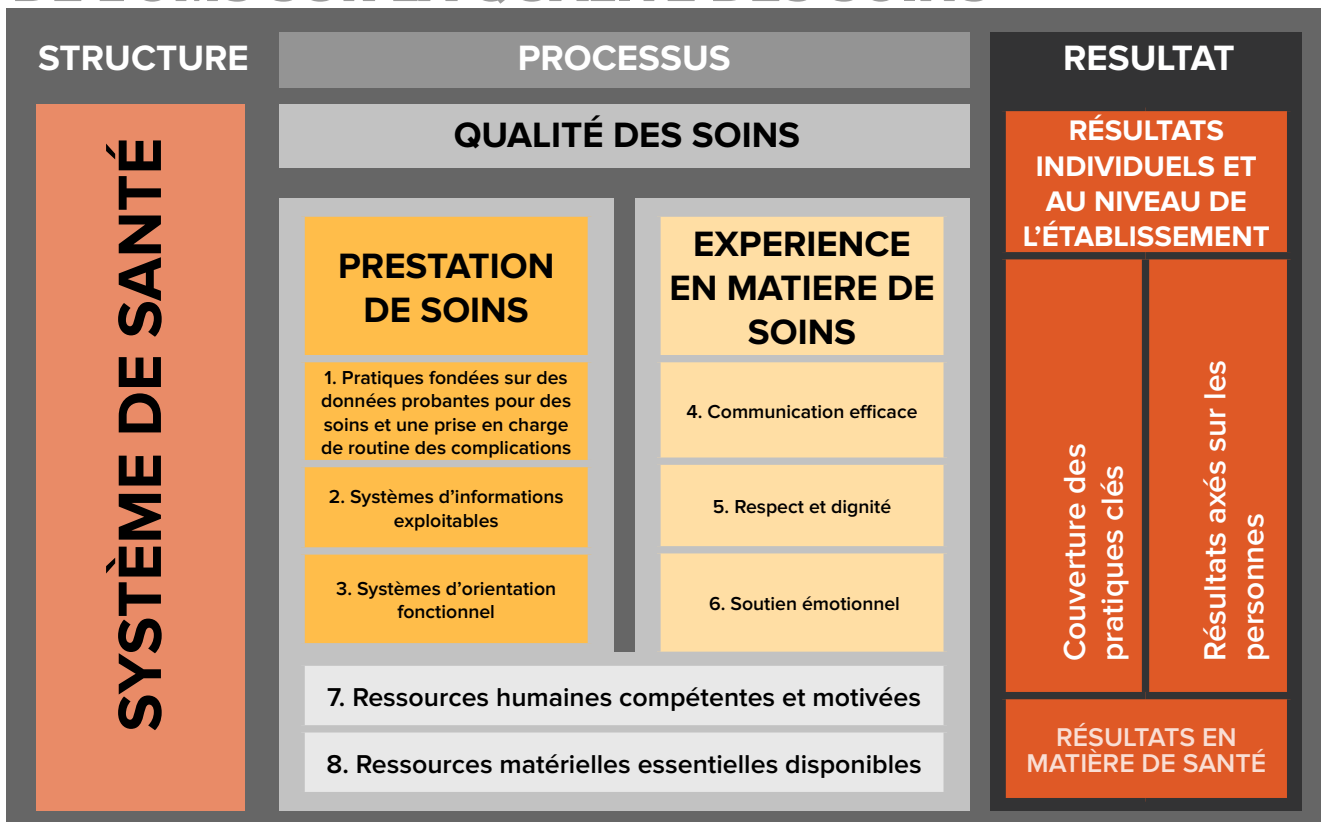 STRUCTURE
PROCESSUS
RESULTAT
SYSTÈME DE SANTÉ
QUALITÉ DES SOINS
PRESTATION
DE SOINS
1. Pratiques fondées sur des
données probantes pour des
soins et une prise en charge
de routine des complications
2. Systèmes d'informations
exploitables
3. Systèmes d'orientation
fonctionnel
EXPERIENCE
EN MATIERE DE
SOINS
4. Communication efficace
5. Respect et dignité
6. Soutien émotionnel
7. Ressources humaines compétentes et motivées
8. Ressources matérielles essentielles disponibles
RÉSULTATS
INDIVIDUELS ET
AU NIVEAU DE
L'ÉTABLISSEMENT
Couverture des
pratiques clés
Résultats axés sur les
personnes
RÉSULTATS EN
MATIÈRE DE SANTÉ